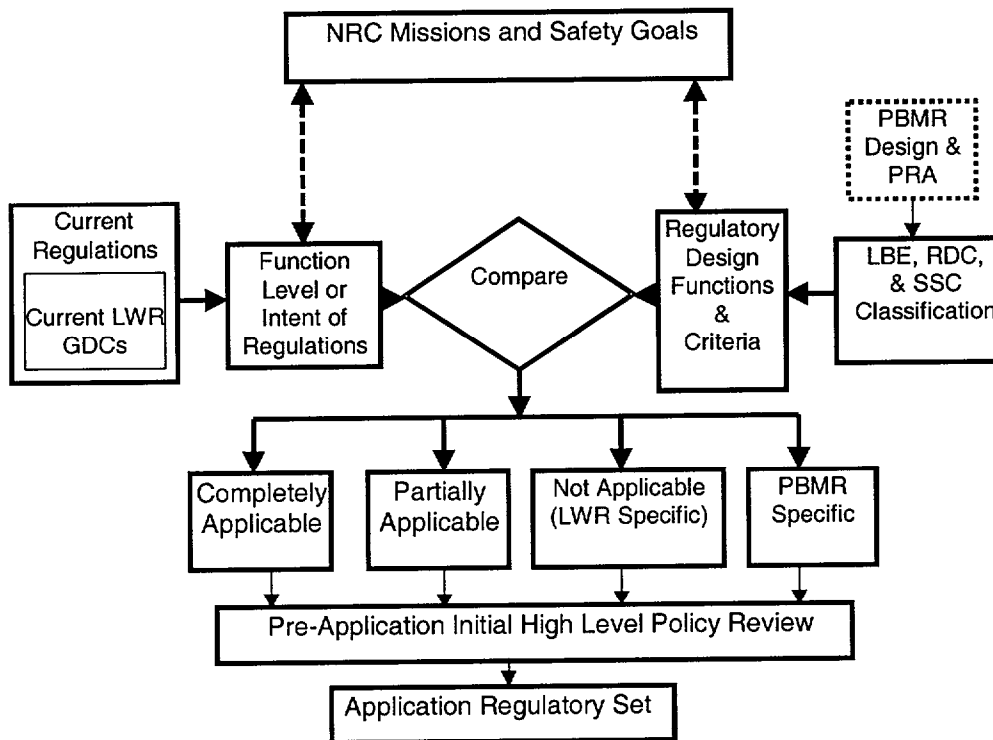 NRC Missions and Safety Goals
PBMR
Design &
PRA
Current
Regulations
Current LWR
GDCs
Function
Level or
Intent of
Regulations
Compare
Regulatory
Design
Functions
&
Criteria
LBE, RDC,
& SSC
Classification
Completely
Applicable
Partially
Applicable
Not Applicable
(LWR Specific)
PBMR
Specific
Pre-Application Initial High Level Policy Review
Application Regulatory Set